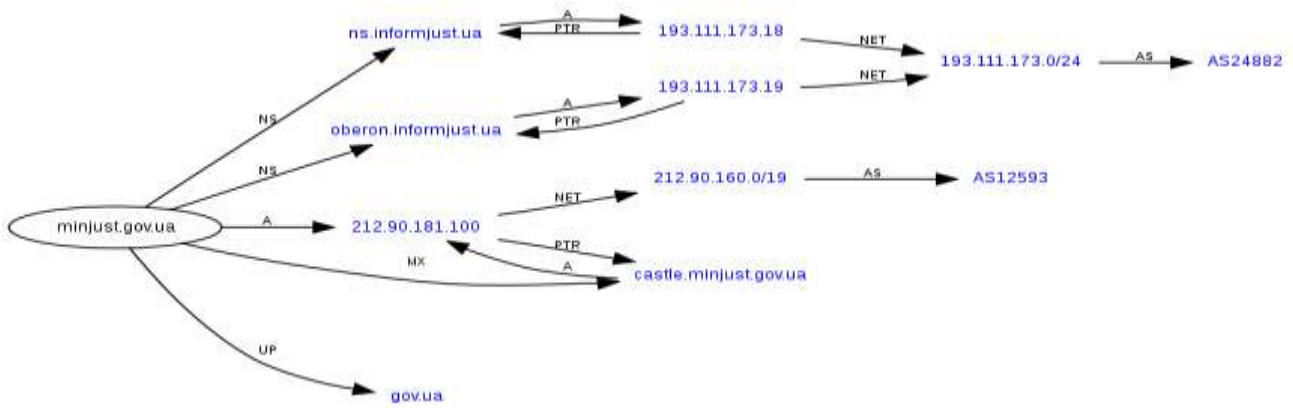 A
ns.informjust.ua
PTR
193.111.173.18
NET
193.111.173.0/24
AS
AS24882
NET
193.111.173.19
A
NS
oberon.informjust.ua
PTR
NS
212.90.160.0/19
AS
AS12593
NET
minjust.gov.ua
A
212.90.181.100
PTR
MX
A
castle.minjust.gov.ua
UP
gov.ua